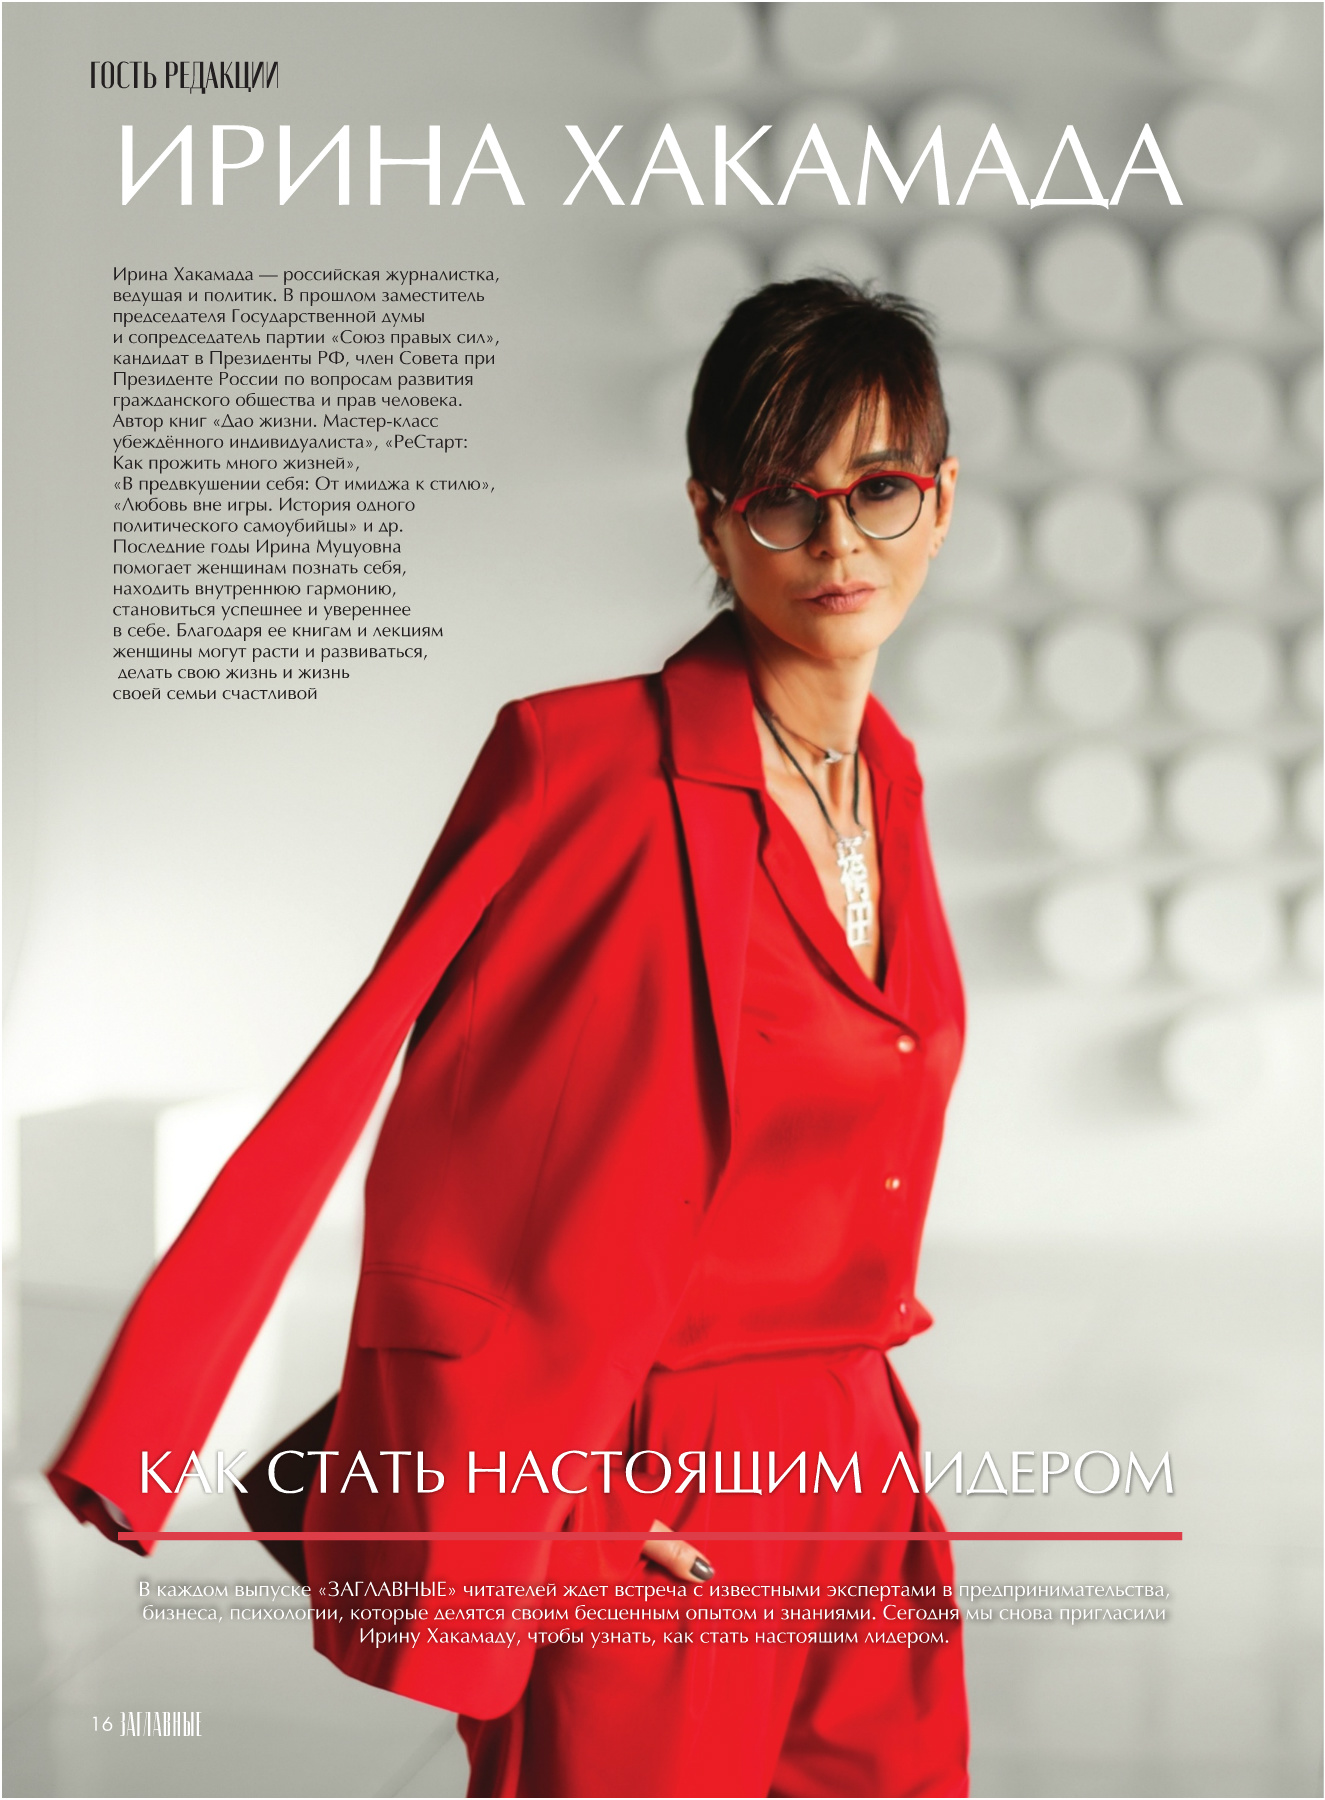 ГОСТЬ РЕДАКЦИИ
ИРИНА ХАКАМАДА
Ирина Хакамада — российская журналистка,
ведущая и политик. В прошлом заместитель
председателя Государственной думы
и сопредседатель партии «Союз правых сил»,
кандидат в Президенты РФ, член Совета при
Президенте России по вопросам развития
гражданского общества и прав человека.
Автор книг «Дао жизни. Мастер-класс
убеждённого индивидуалиста», «РеСтарт:
Как прожить много жизней»,
«В предвкушении себя: От имиджа к стилю»,
«Любовь вне игры. История одного
политического самоубийцы» и др.
Последние годы Ирина Муцуовна
помогает женщинам познать себя,
находить внутреннюю гармонию,
становиться успешнее и увереннее
в себе. Благодаря ее книгам и лекциям
женщины могут расти и развиваться,
делать свою жизнь и жизнь
своей семьи счастливой
КАК СТАТЬ НАСТОЯЩИМ ЛИДЕРОМ
В каждом выпуске «ЗАГЛАВНЫЕ» читателей ждет встреча с известными экспертами в предпринимательства,
бизнеса, психологии, которые делятся своим бесценным опытом и знаниями. Сегодня мы снова пригласили
Ирину Хакамаду, чтобы узнать, как стать настоящим лидером.
16 ЗАГЛАВНЫЕ